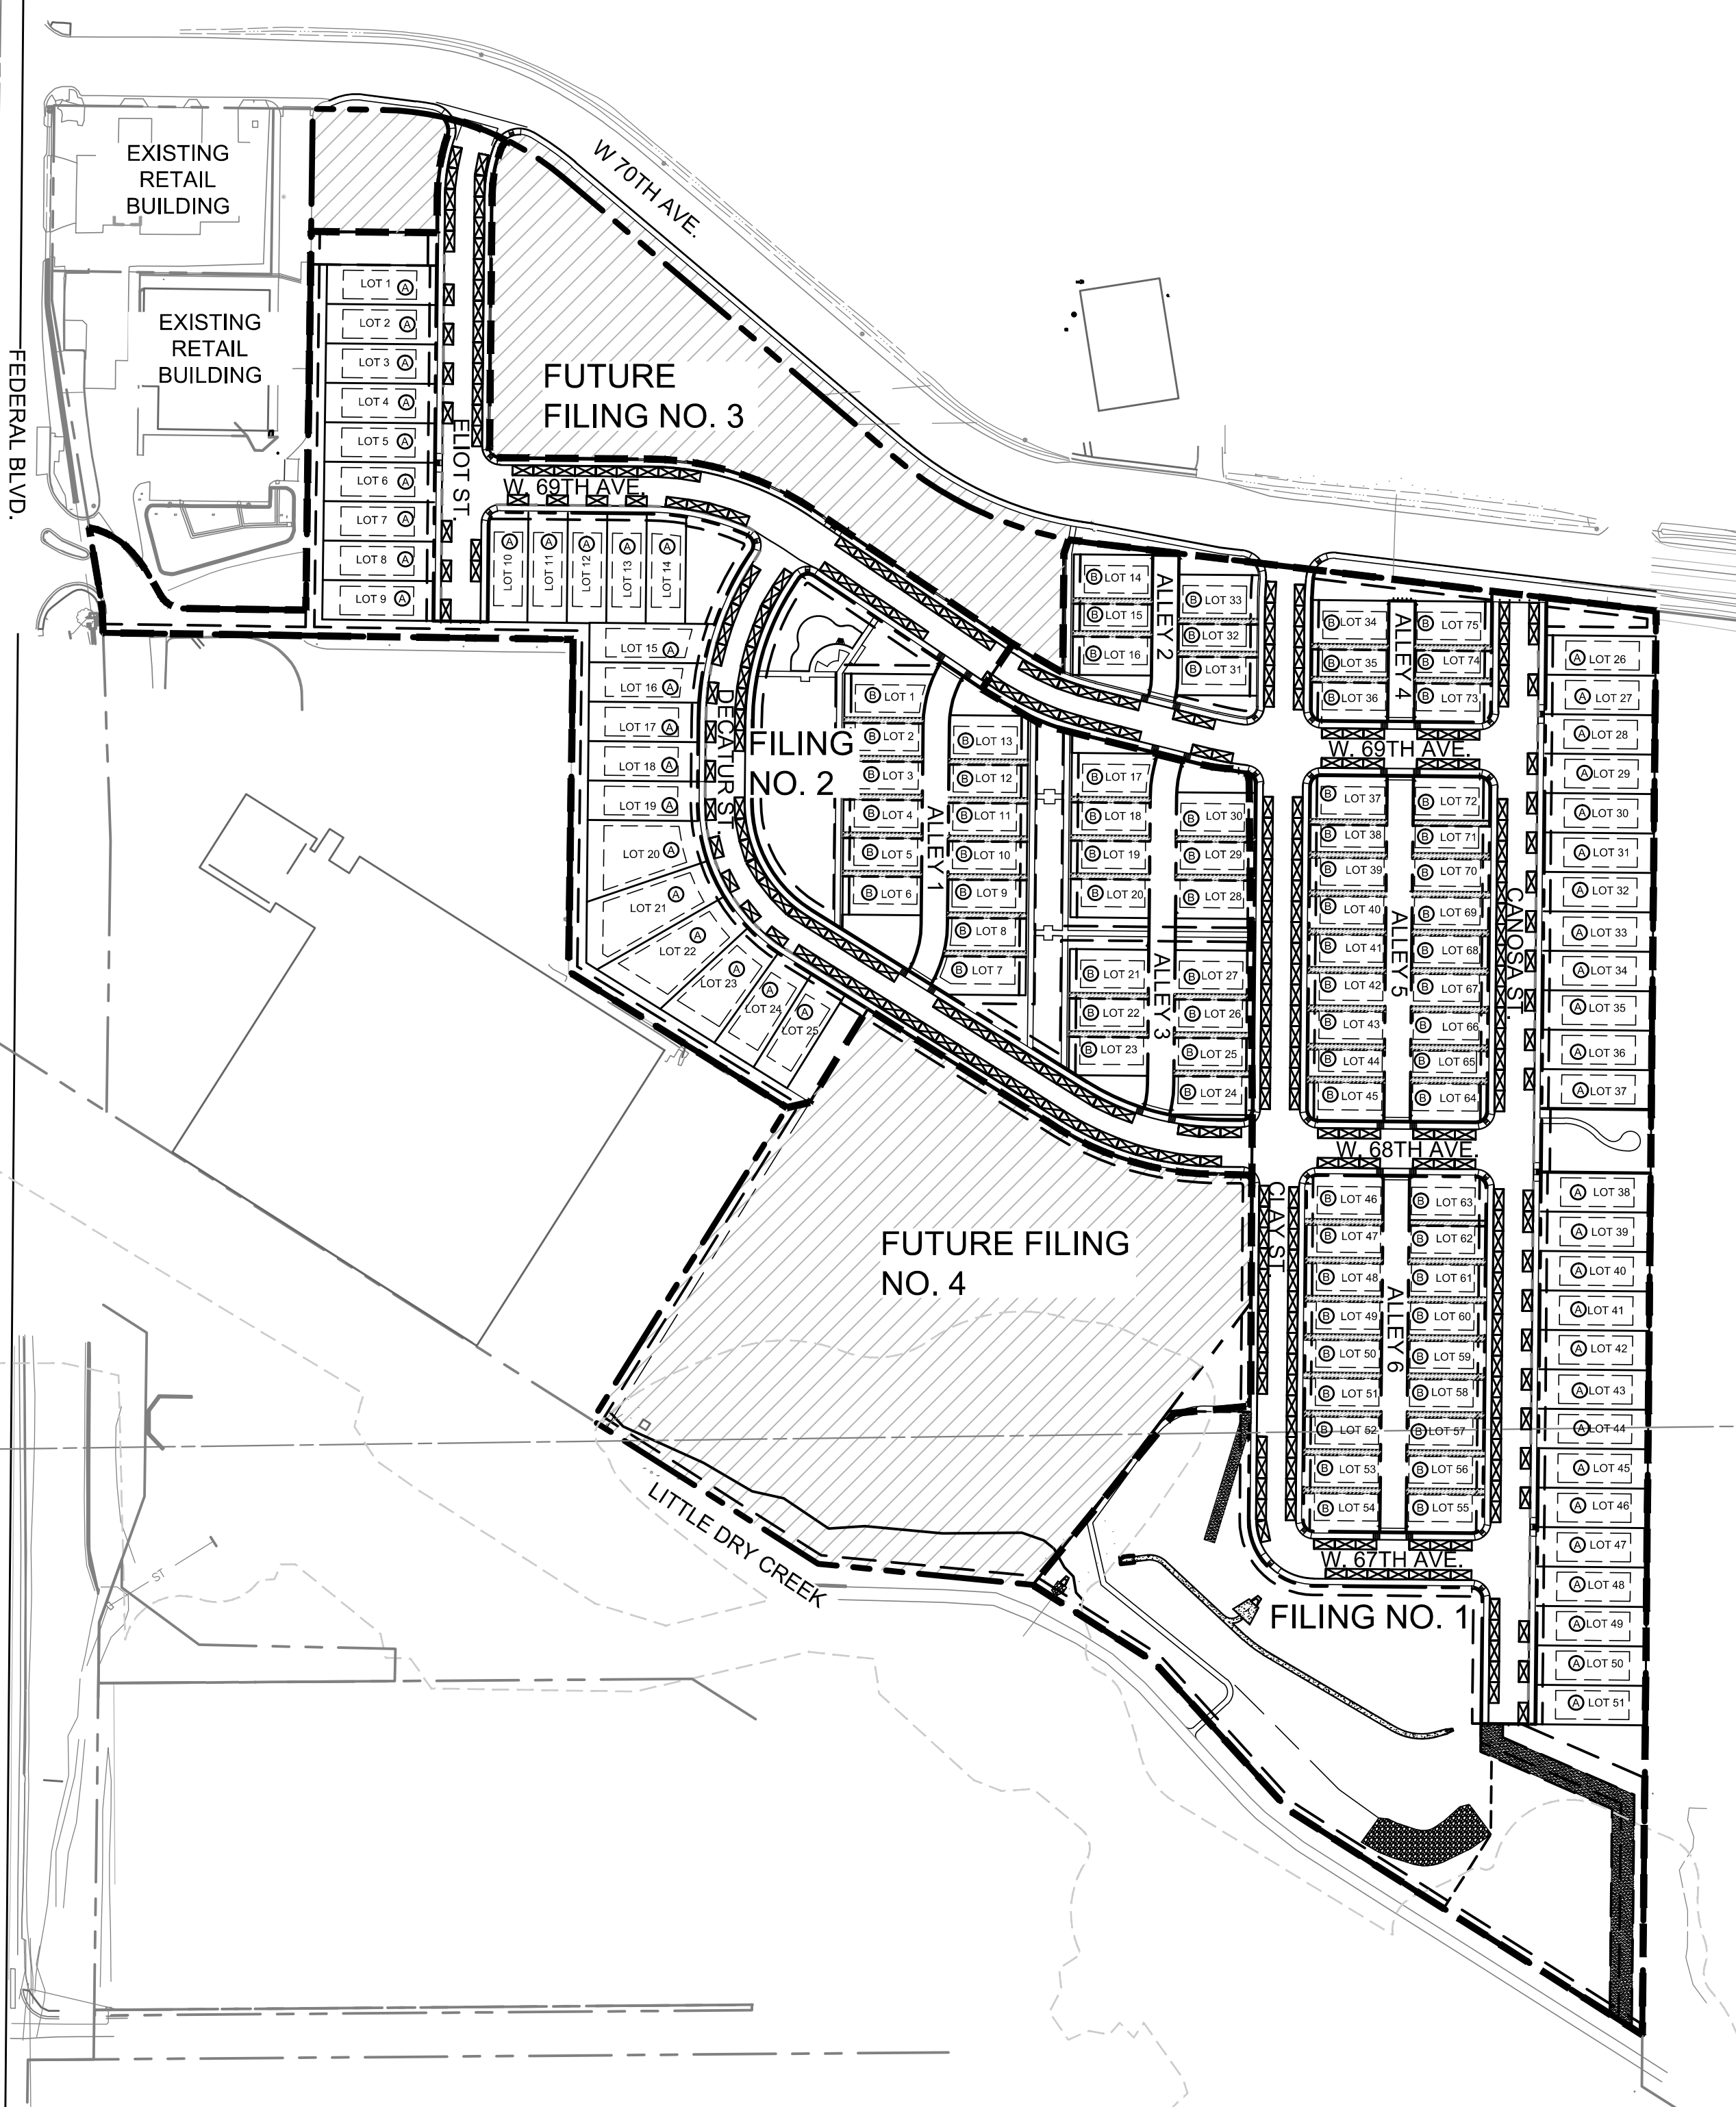 W 70TH AVE.
EXISTING
RETAIL
BUILDING
EXISTING
RETAIL
BUILDING
FEDERAL BLVD.
LOT 1 A
LOT 2 A
LOT 3 A
LOT 4 A
LOT 5 A
LOT 6 A
LOT 7 A
LOT 8 A
LOT 9 A
ELIOT ST.
FUTURE
FILING NO. 3
W. 69TH AVE.
LOT 10 A
LOT 11 A
LOT 12 A
LOT 13 A
LOT 14 A
LOT 15 A
LOT 16 A
LOT 17 A
LOT 18 A
LOT 19 A
LOT 20 A
LOT 21 A
LOT 22 A
LOT 23 A
LOT 24 A
LOT 25 A
DECATUR ST.
FILING
NO. 2
B LOT 1
B LOT 2
B LOT 3
B LOT 4
B LOT 5
B LOT 6
ALLEY 1
B LOT 13
B LOT 12
B LOT 11
B LOT 10
B LOT 9
B LOT 8
B LOT 7
B LOT 14
B LOT 15
B LOT 16
ALLEY 2
B LOT 33
B LOT 32
B LOT 31
B LOT 17
B LOT 18
B LOT 19
B LOT 20
B LOT 21
B LOT 22
B LOT 23
ALLEY 3
B LOT 30
B LOT 29
B LOT 28
B LOT 27
B LOT 26
B LOT 25
B LOT 24
B LOT 34
B LOT 35
B LOT 36
ALLEY 4
B LOT 75
B LOT 74
B LOT 73
W. 69TH AVE.
B LOT 37
B LOT 38
B LOT 39
B LOT 40
B LOT 41
B LOT 42
B LOT 43
B LOT 44
B LOT 45
ALLEY 5
B LOT 72
B LOT 71
B LOT 70
B LOT 69
B LOT 68
B LOT 67
B LOT 66
B LOT 65
B LOT 64
CANOSA ST.
W. 68TH AVE.
CLAY ST.
B LOT 46
B LOT 47
B LOT 48
B LOT 49
B LOT 50
B LOT 51
B LOT 52
B LOT 53
B LOT 54
ALLEY 6
B LOT 63
B LOT 62
B LOT 61
B LOT 60
B LOT 59
B LOT 58
B LOT 57
B LOT 56
B LOT 55
W. 67TH AVE.
A LOT 26
A LOT 27
A LOT 28
A LOT 29
A LOT 30
A LOT 31
A LOT 32
A LOT 33
A LOT 34
A LOT 35
A LOT 36
A LOT 37
A LOT 38
A LOT 39
A LOT 40
A LOT 41
A LOT 42
A LOT 43
A LOT 44
A LOT 45
A LOT 46
A LOT 47
A LOT 48
A LOT 49
A LOT 50
A LOT 51
FUTURE FILING
NO. 4
LITTLE DRY CREEK
FILING NO. 1
ST